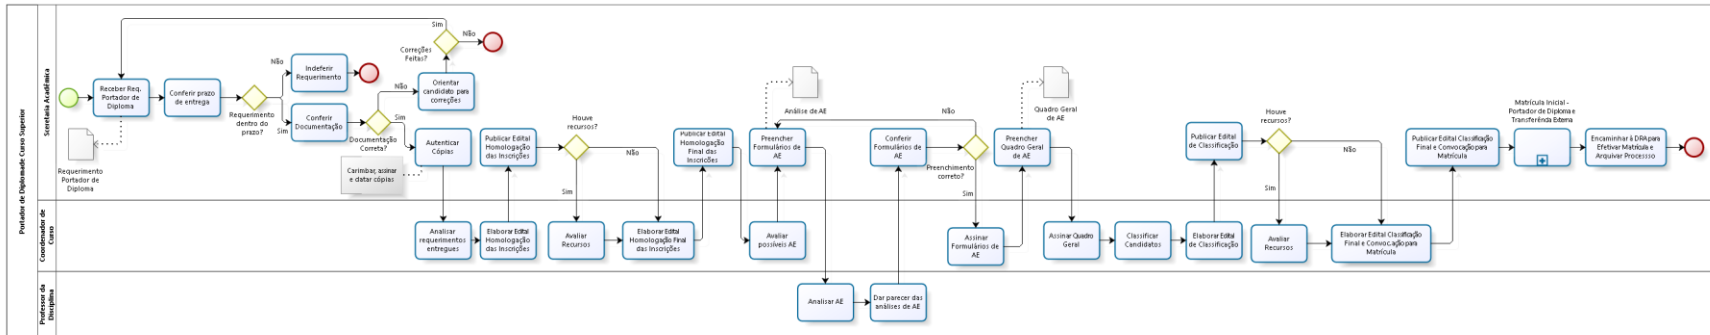 Portador de Diploma de Curso Superior
Secretaria Acadêmica
Coordenador de
Curso
Professor da
Disciplina
Receber Req.
Portador de
Diploma
Requerimento
Portador de
Diploma
Conferir prazo
de entrega
Requerimento
dentro do
prazo?
Não
Sim
Indeferir
Requerimento
Conferir
Documentação
Documentação
Correta?
Não
Sim
Orientar
candidato para
correções
Correções
Feitas?
Sim
Não
Autenticar
Cópias
Carimbar, assinar
e datar cópias
Analisar
requerimentos
entregues
Elaborar Edital
Homologação
das Inscrições
Publicar Edital
Homologação
das Inscrições
Houve
recursos?
Não
Sim
Avaliar
Recursos
Elaborar Edital
Homologação Final
das Inscrições
Publicar Edital
Homologação
Final das
Inscrições
Avaliar
possíveis AE
Preencher
Formulários de
AE
Análise de AE
Analisar AE
Dar parecer das
análises de AE
Conferir
Formulários de
AE
Preenchimento
correto?
Não
Sim
Assinar
Formulários de
AE
Preencher
Quadro Geral
de AE
Quadro Geral
de AE
Assinar Quadro
Geral
Classificar
Candidatos
Elaborar Edital
de Classificação
Publicar Edital
de Classificação
Houve
recursos?
Não
Sim
Avaliar
Recursos
Elaborar Edital Classificação
Final e Convocação para
Matrícula
Publicar Edital Classificação
Final e Convocação para
Matrícula
Matrícula Inicial -
Portador de Diploma e
Transferênda Externa
Encaminhar à DRA para
Efetivar Matrícula e
Arquivar Processso